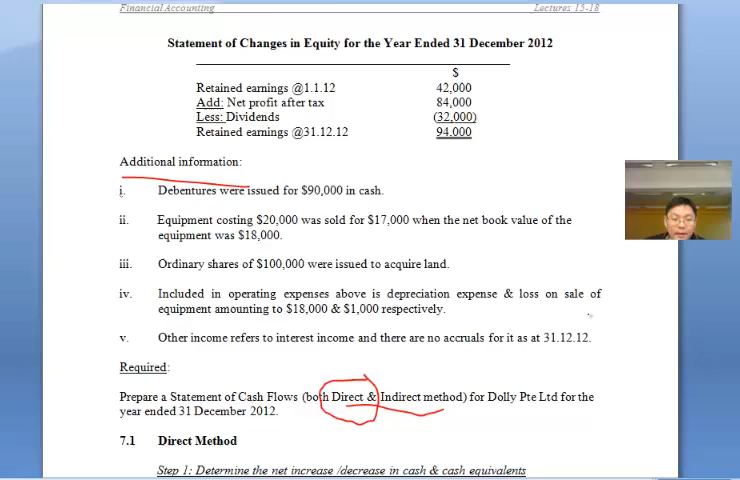 Financial Accounting Lectures 15-18
Statement of Changes in Equity for the Year Ended 31 December 2012
$
Retained earnings @1.1.12 42,000
Add: Net profit after tax 84,000
Less: Dividends (32,000)
Retained earnings @31.12.12 94,000
Additional information:
i. Debentures were issued for $90,000 in cash.
ii. Equipment costing $20,000 was sold for $17,000 when the net book value of the
equipment was $18,000.
iii. Ordinary shares of $100,000 were issued to acquire land.
iv. Included in operating expenses above is depreciation expense & loss on sale of
equipment amounting to $18,000 & $1,000 respectively.
v. Other income refers to interest income and there are no accruals for it as at 31.12.12.
Required:
Prepare a Statement of Cash Flows (both Direct & Indirect method) for Dolly Pte Ltd for the
year ended 31 December 2012.
7.1 Direct Method
Step 1: Determine the net increase /decrease in cash & cash equivalents